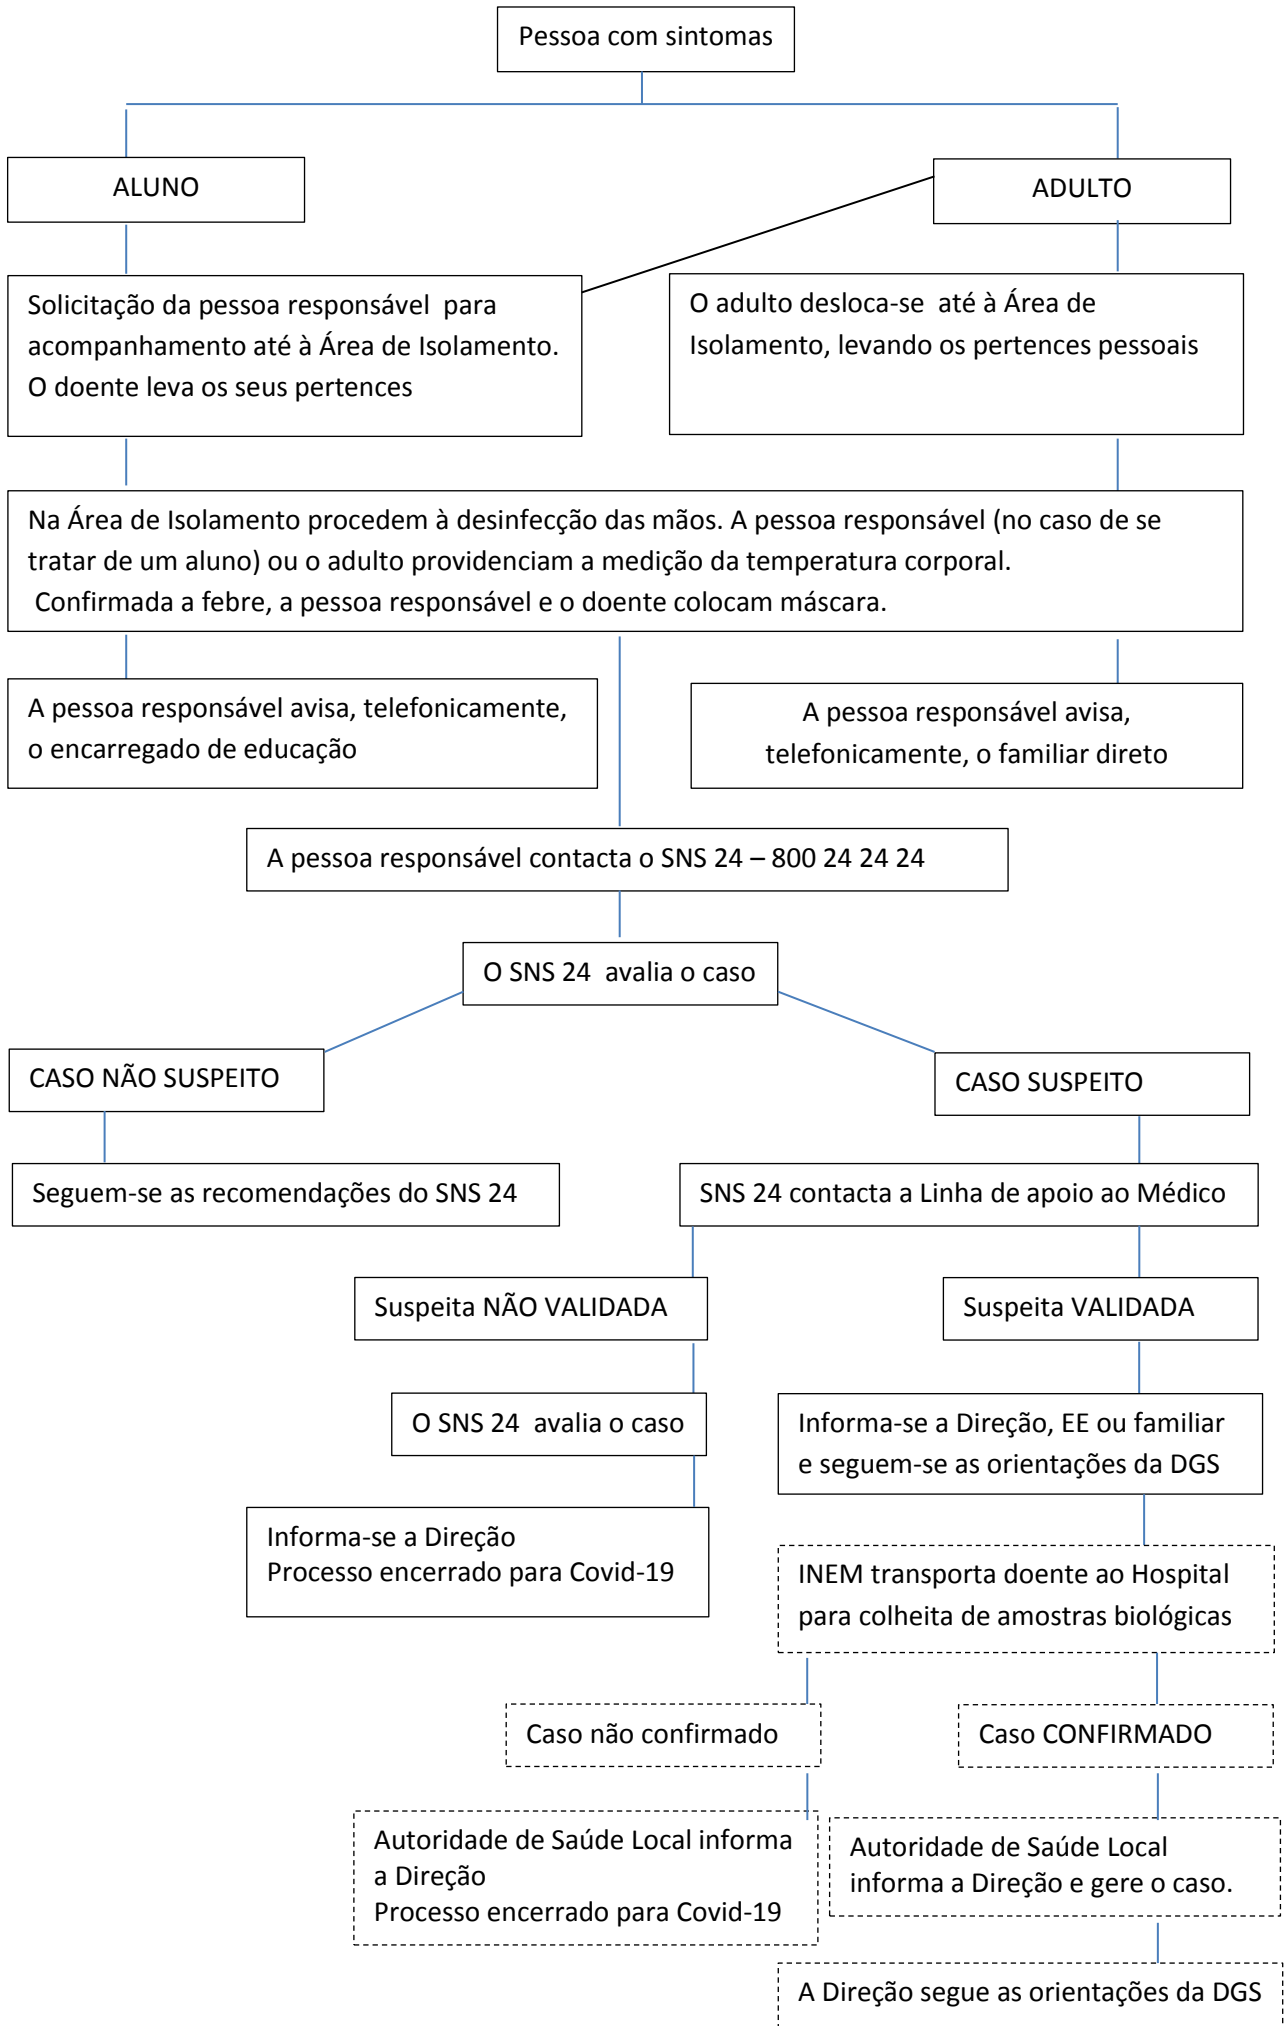 Pessoa com sintomas
ALUNO
ADULTO
Solicitação da pessoa responsável para
acompanhamento até à Área de Isolamento.
O doente leva os seus pertences
O adulto desloca-se até à Área de
Isolamento, levando os pertences pessoais
Na Área de Isolamento procedem à desinfecção das mãos. A pessoa responsável (no caso de se
tratar de um aluno) ou o adulto providenciam a medição da temperatura corporal.
Confirmada a febre, a pessoa responsável e o doente colocam máscara.
A pessoa responsável avisa, telefonicamente,
o encarregado de educação
A pessoa responsável avisa,
telefonicamente, o familiar direto
A pessoa responsável contacta o SNS 24 – 800 24 24 24
O SNS 24 avalia o caso
CASO NÃO SUSPEITO
CASO SUSPEITO
Seguem-se as recomendações do SNS 24
SNS 24 contacta a Linha de apoio ao Médico
Suspeita NÃO VALIDADA
Suspeita VALIDADA
O SNS 24 avalia o caso
Informa-se a Direção, EE ou familiar
e seguem-se as orientações da DGS
Informa-se a Direção
Processo encerrado para Covid-19
INEM transporta doente ao Hospital
para colheita de amostras biológicas
Caso não confirmado
Caso CONFIRMADO
Autoridade de Saúde Local informa
a Direção
Processo encerrado para Covid-19
Autoridade de Saúde Local
informa a Direção e gere o caso.
A Direção segue as orientações da DGS